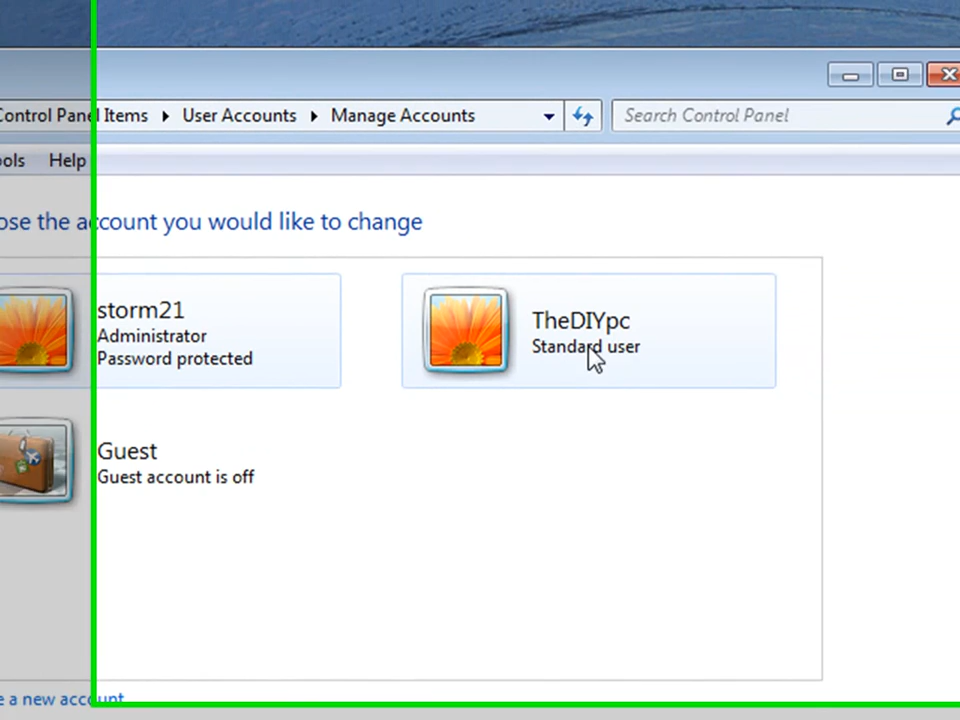 Control Panel Items User Accounts Manage Accounts Search Control Panel
ools Help
ose the account you would like to change
storm21
Administrator
Password protected
TheDIYpc
Standard user
Guest
Guest account is off
e a new account